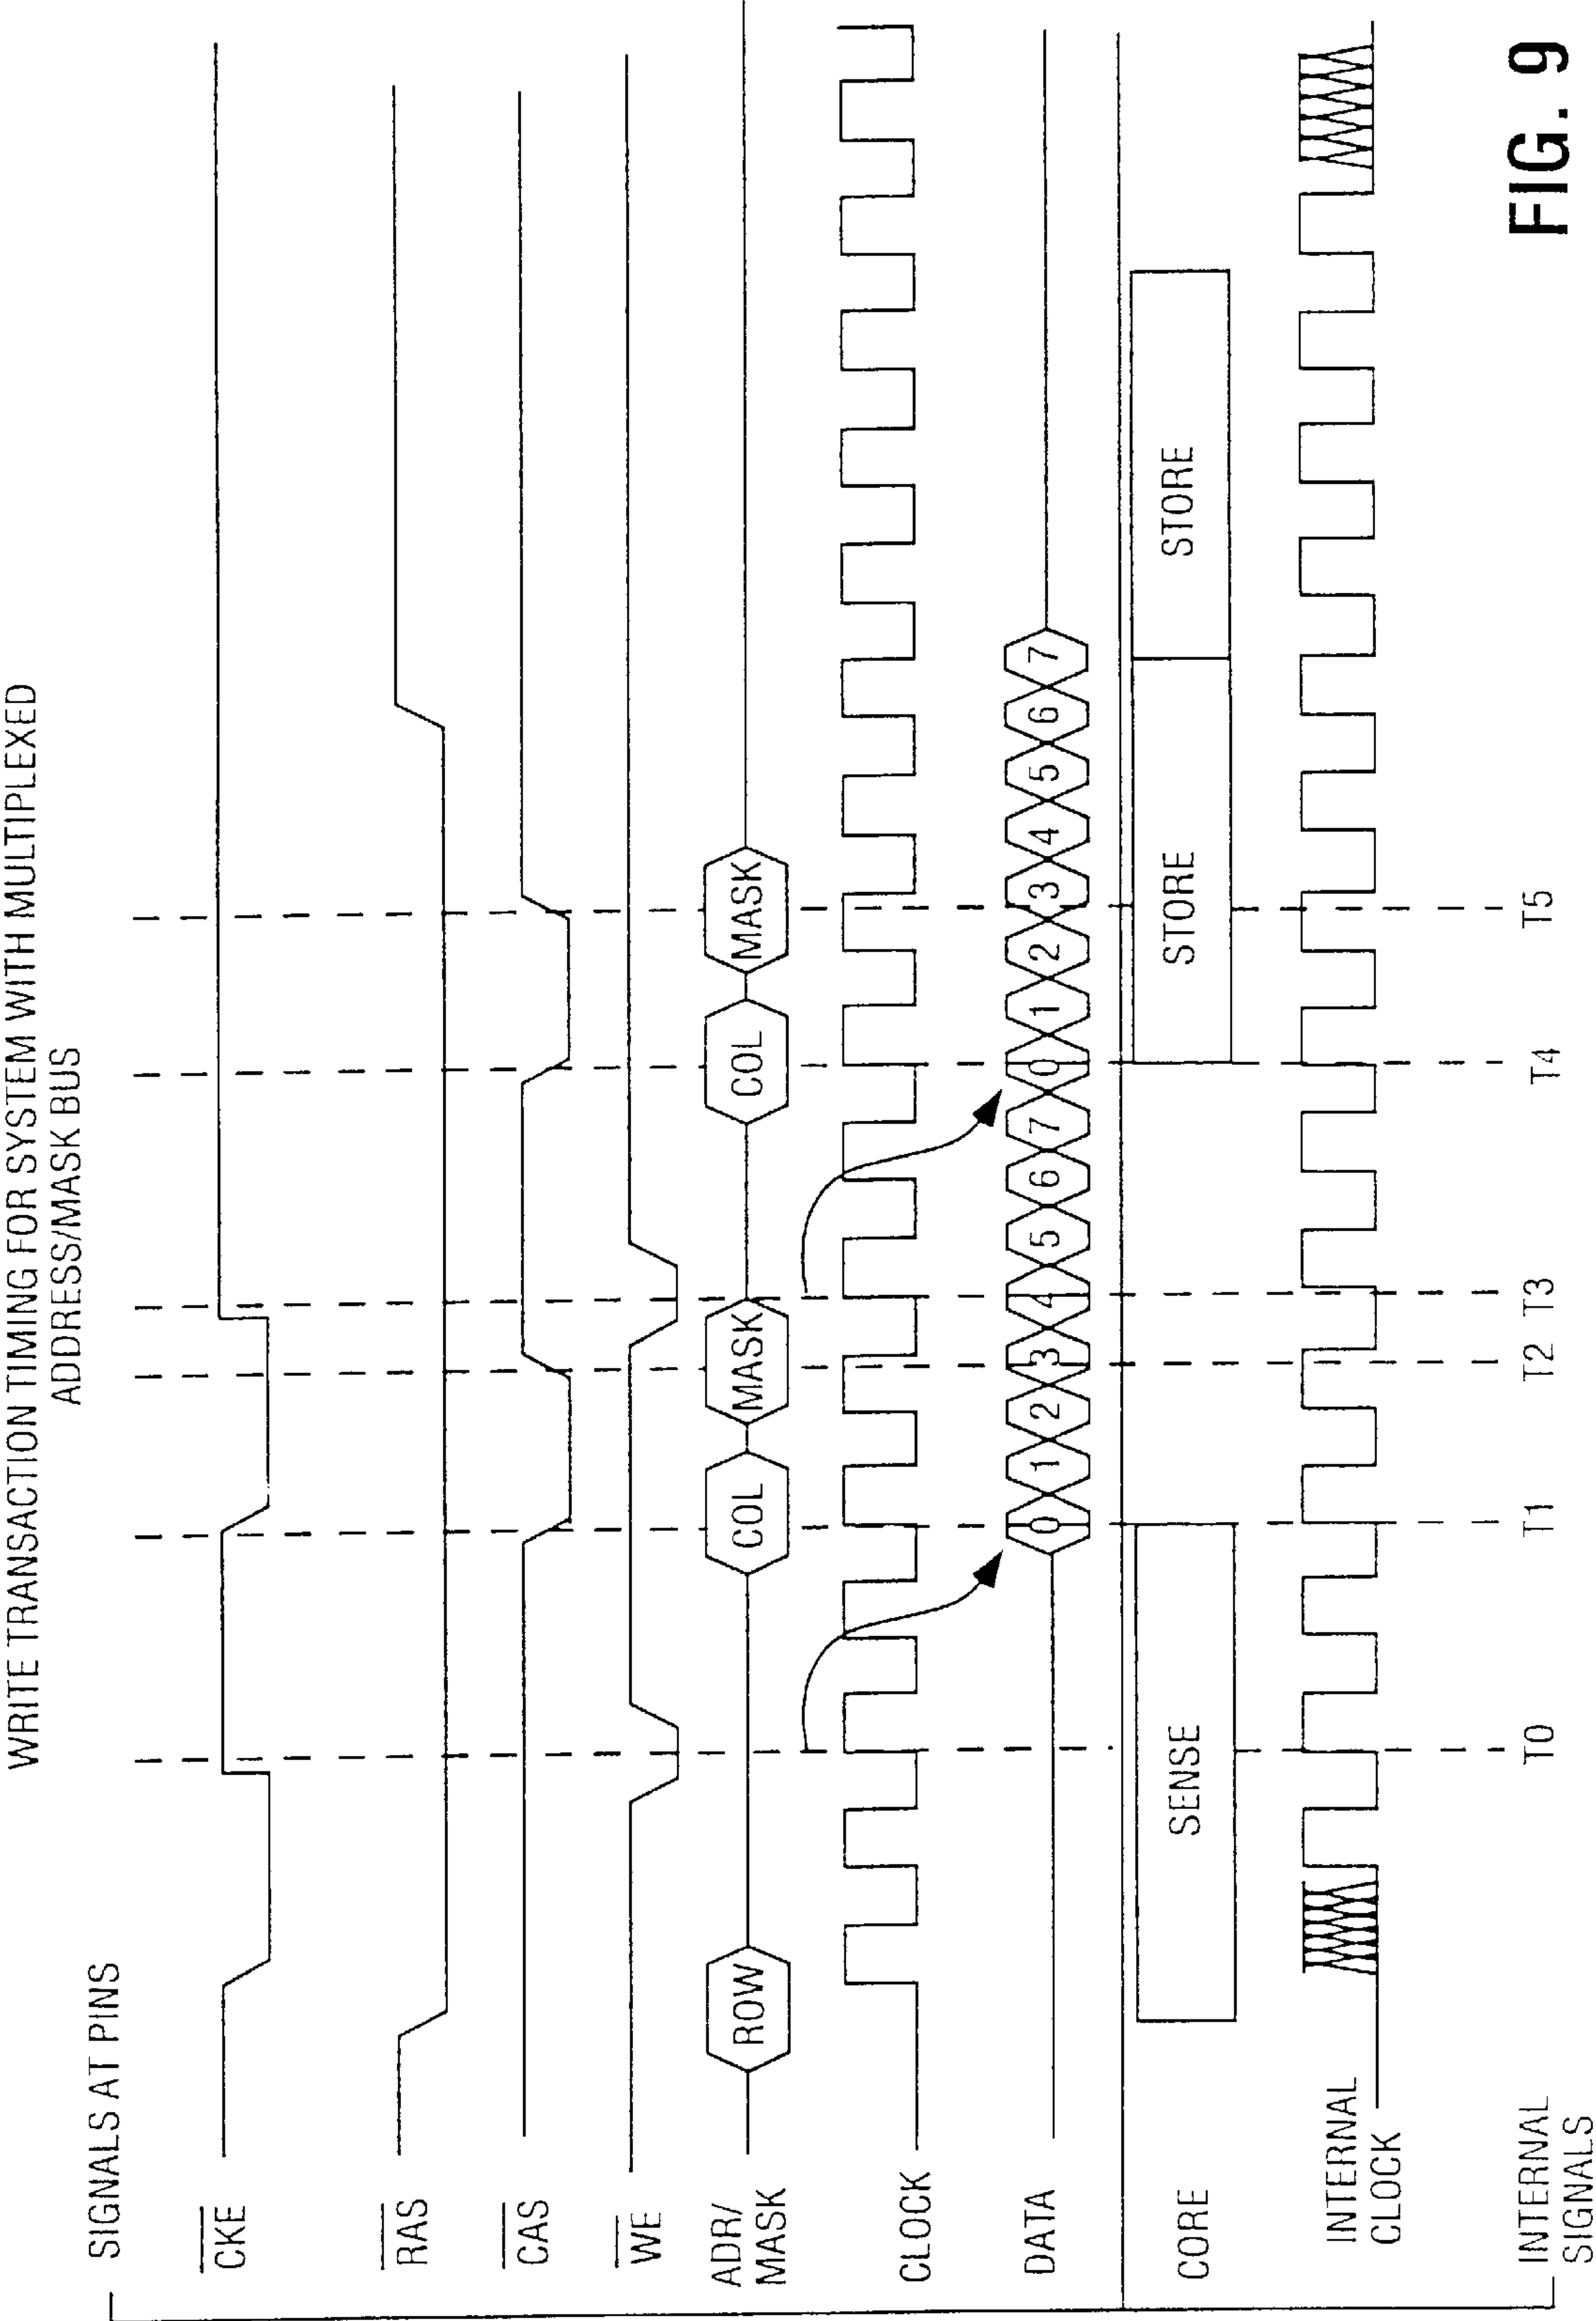 WRITE TRANSACTION TIMING FOR SYSTEM WITH MULTIPLEXED
ADDRESS/MASK BUS
SIGNALS AT PINS
CKE
RAS
CAS
WE
ADR/
MASK
ROW
COL
MASK
COL
MASK
CLOCK
DATA
0 1 2 3 4 5 6 7 0 1 2 3 4 5 6 7
CORE
SENSE
STORE
STORE
INTERNAL
CLOCK
INTERNAL
SIGNALS
T0 T1 T2 T3 T4 T5
FIG. 9